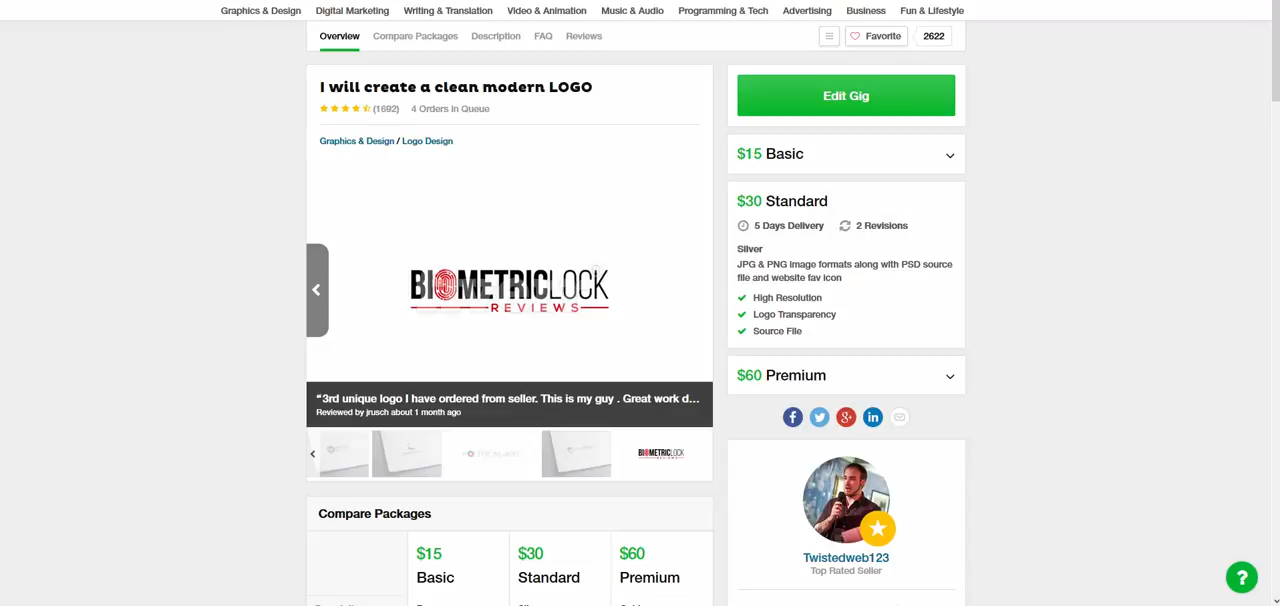 Graphics & Design Digital Marketing Writing & Translation Video & Animation Music & Audio Programming & Tech Advertising Business Fun & Lifestyle
Overview Compare Packages Description FAQ Reviews
Favorite 2622
I will create a clean modern LOGO
(1692) 4 Orders in Queue
Graphics & Design / Logo Design
BIOMETRICLOCK
REVIEWS
“3rd unique logo I have ordered from seller. This is my guy . Great work d...
Reviewed by jrusch about 1 month ago
BIOMETRICLOCK
Compare Packages
$15 $30 $60
Basic Standard Premium
Edit Gig
$15 Basic
$30 Standard
5 Days Delivery 2 Revisions
Silver
JPG & PNG image formats along with PSD source
file and website fav icon
High Resolution
Logo Transparency
Source File
$60 Premium
Twistedweb123
Top Rated Seller
?